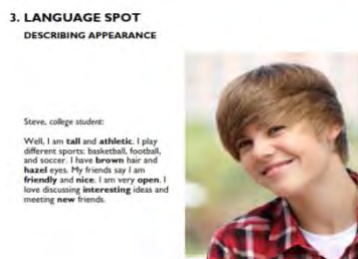 3. LANGUAGE SPOT
DESCRIBING APPEARANCE
Steve, college student:
Well, I am tall and athletic. I play
different sports: basketball, football,
and soccer. I have brown hair and
hazel eyes. My friends say I am
friendly and nice. I am very open. I
love discussing interesting ideas and
meeting new friends.